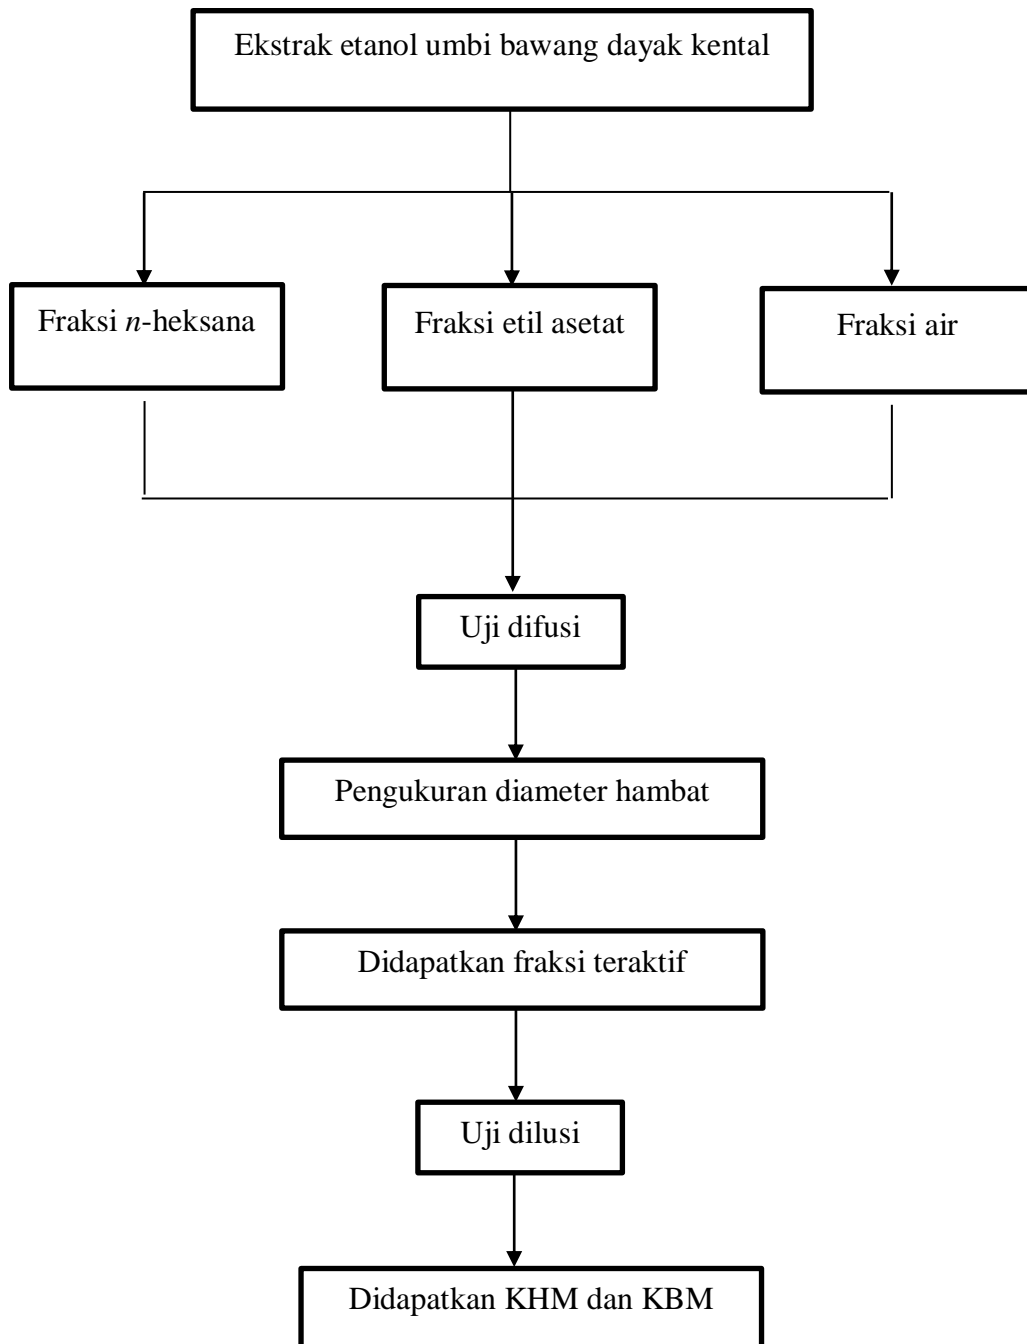 Ekstrak etanol umbi bawang dayak kental
Fraksi n-heksana
Fraksi etil asetat
Fraksi air
Uji difusi
Pengukuran diameter hambat
Didapatkan fraksi teraktif
Uji dilusi
Didapatkan KHM dan KBM